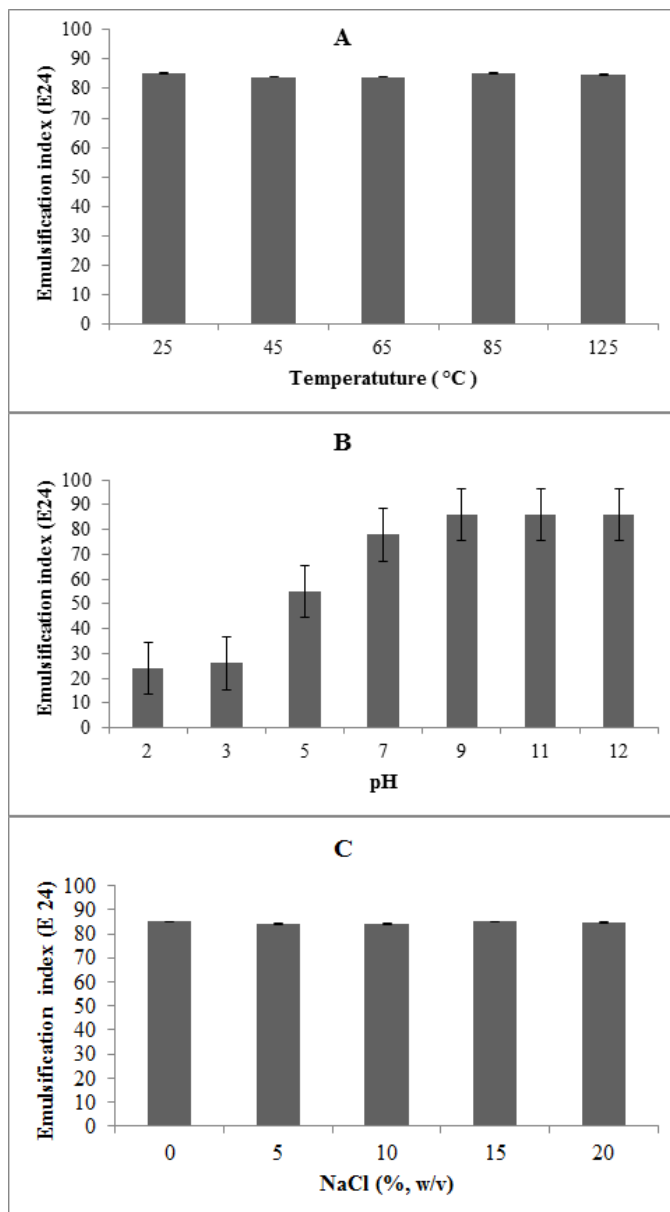 A
Emulsification index (E24)
100
90
80
70
60
50
40
30
20
10
0
25 45 65 85 125
Temperatuture ( °C )
B
Emulsification index (E24)
100
90
80
70
60
50
40
30
20
10
0
2 3 5 7 9 11 12
pH
C
Emulsification index (E 24)
100
90
80
70
60
50
40
30
20
10
0
0 5 10 15 20
NaCl (%, w/v)